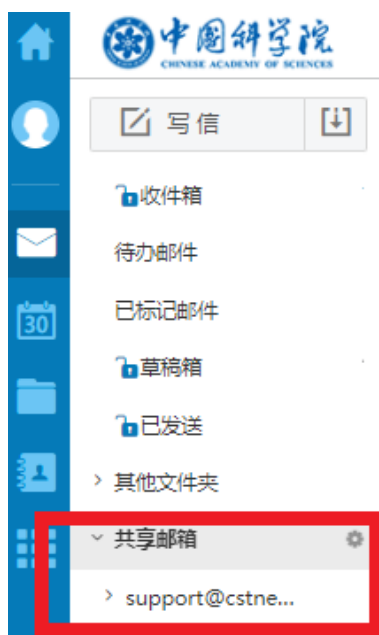 中国科学院
CHINESE ACADEMY OF SCIENCES
写信
收件箱
待办邮件
已标记邮件
30
草稿箱
已发送
其他文件夹
共享邮箱
support@cstne...